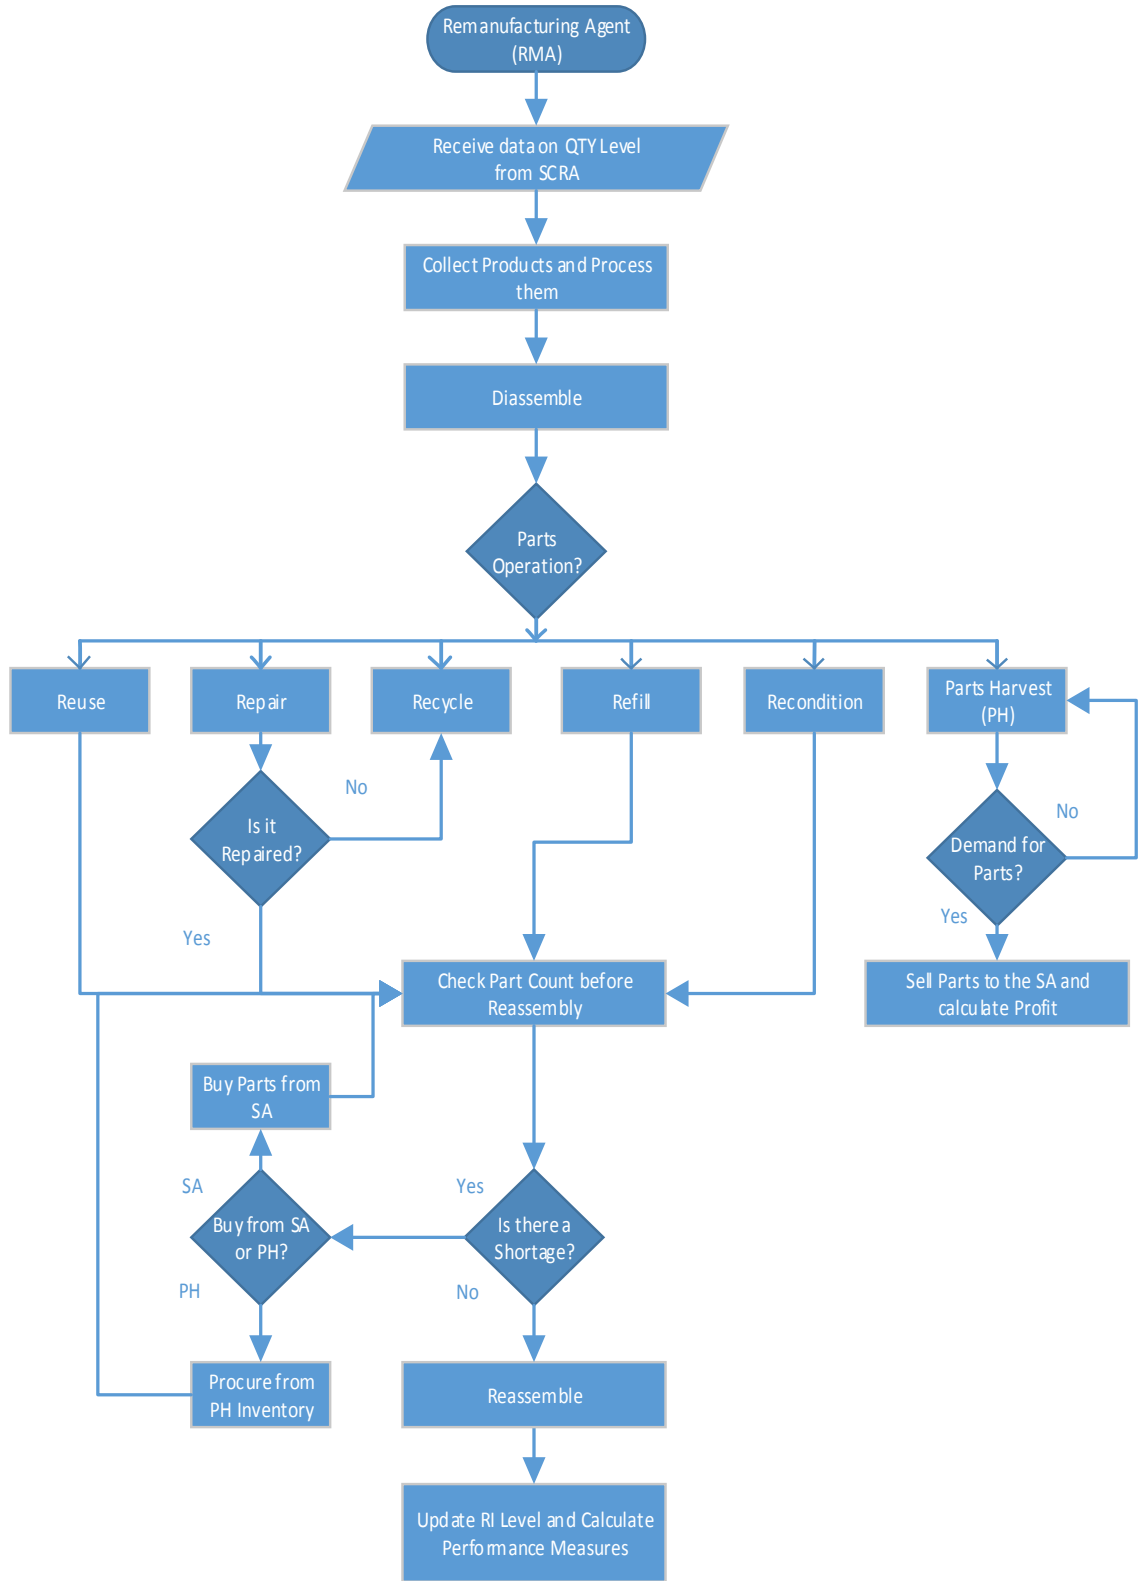 Remanufacturing Agent
(RMA)
Receive data on QTY Level
from SCRA
Collect Products and Process
them
Diassemble
Parts
Operation?
Reuse
Repair
Recycle
Refill
Recondition
Parts Harvest
(PH)
No
Is it
Repaired?
No
Demand for
Parts?
Yes
Yes
Check Part Count before
Reassembly
Sell Parts to the SA and
calculate Profit
Buy Parts from
SA
SA
Yes
Buy from SA
or PH?
Is there a
Shortage?
PH
No
Procure from
PH Inventory
Reassemble
Update RI Level and Calculate
Performance Measures